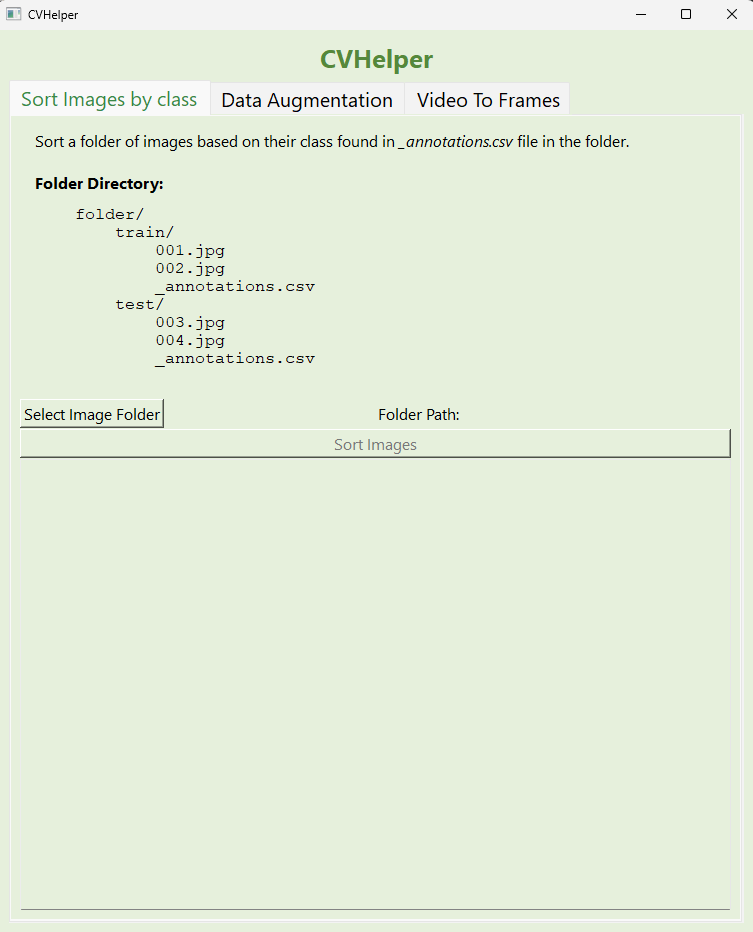 CVHelper
CVHelper
Sort Images by class Data Augmentation Video To Frames
Sort a folder of images based on their class found in _annotations.csv file in the folder.
Folder Directory:
folder/
train/
001.jpg
002.jpg
_annotations.csv
test/
003.jpg
004.jpg
_annotations.csv
Select Image Folder Folder Path:
Sort Images